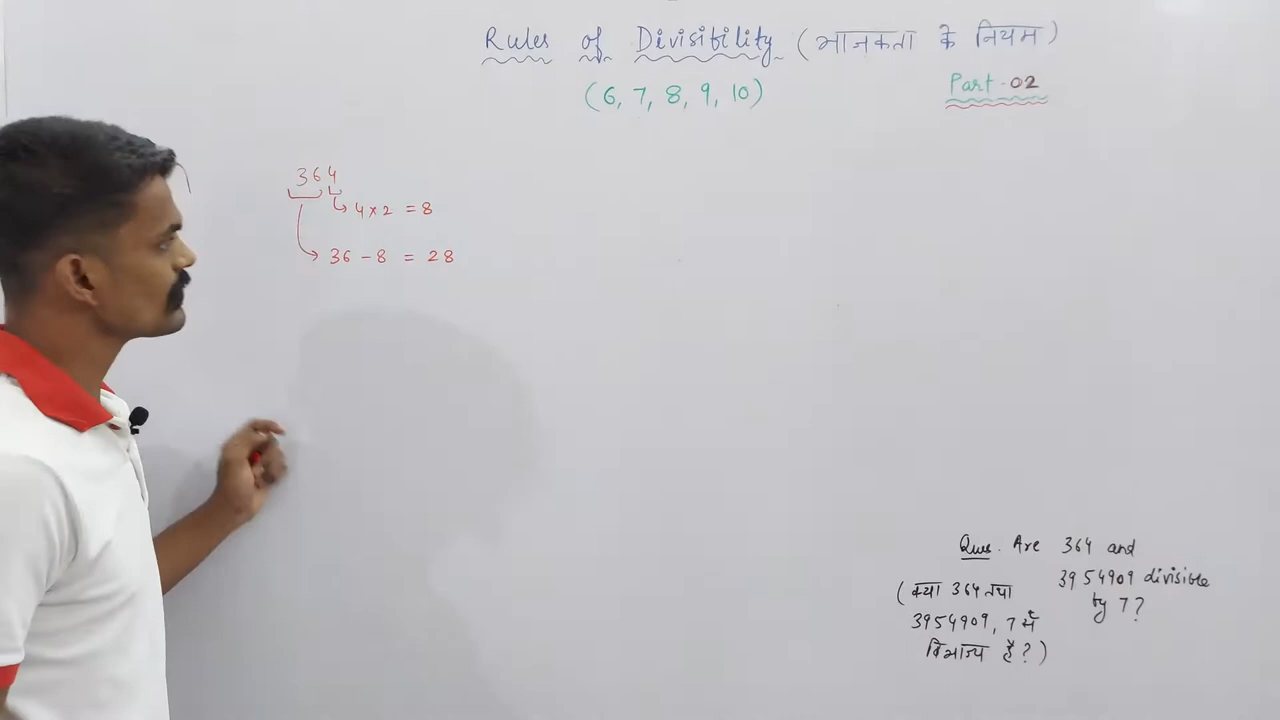 Rules of Divisibility (भाजकता के नियम)
(6, 7, 8, 9, 10)
Part-02
364
4×2 = 8
36-8 = 28
Ques. Are 364 and
3954909 divisible
by 7?
(क्या 364 तथा
3954909, 7 से
विभाज्य है?)